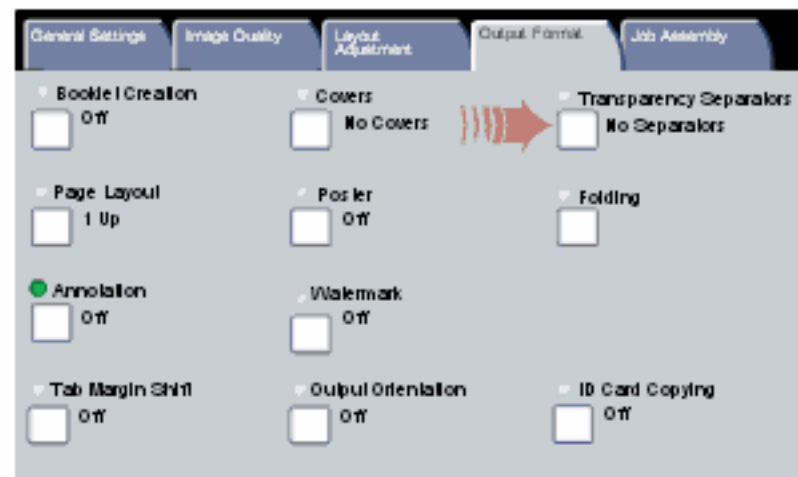 General Settings
Image Quality
Layout
Adjustment
Output Format
Job Assembly
Booklet Creation
Off
Covers
No Covers
Transparency Separators
No Separators
Page Layout
1 Up
Poster
Off
Folding
Annotation
Off
Watermark
Off
Tab Margin Shift
Off
Output Orientation
Off
ID Card Copying
Off